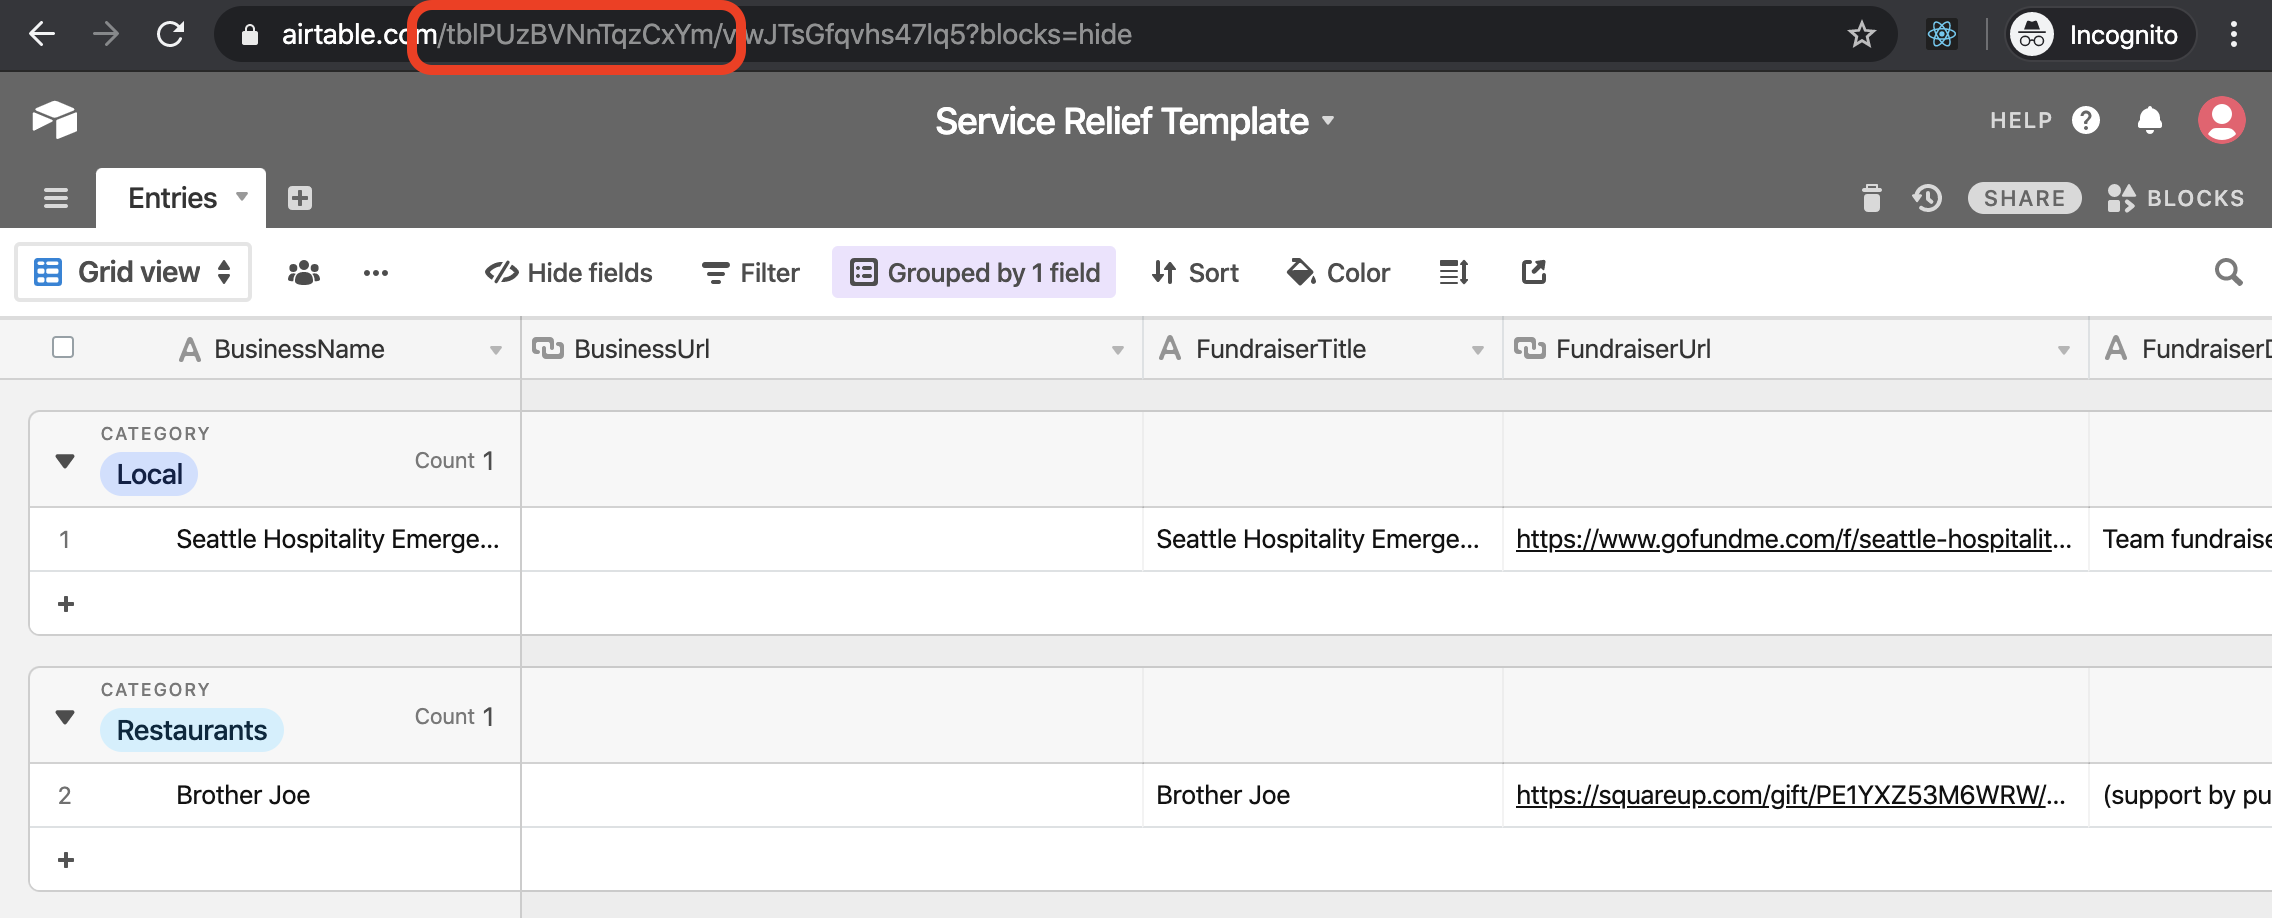 airtable.com/tblPUzBVNnTqzCxYm/viwJTsGfqvhs47lq5?blocks=hide
Incognito
Service Relief Template
HELP
Entries
SHARE
BLOCKS
Grid view
Hide fields
Filter
Grouped by 1 field
Sort
Color
BusinessName
BusinessUrl
FundraiserTitle
FundraiserUrl
FundraiserD
CATEGORY
Local
Count 1
1 Seattle Hospitality Emerge... Seattle Hospitality Emerge... https://www.gofundme.com/f/seattle-hospitalit... Team fundraise
+
CATEGORY
Restaurants
Count 1
2 Brother Joe Brother Joe https://squareup.com/gift/PE1YXZ53M6WRW/... (support by pu
+